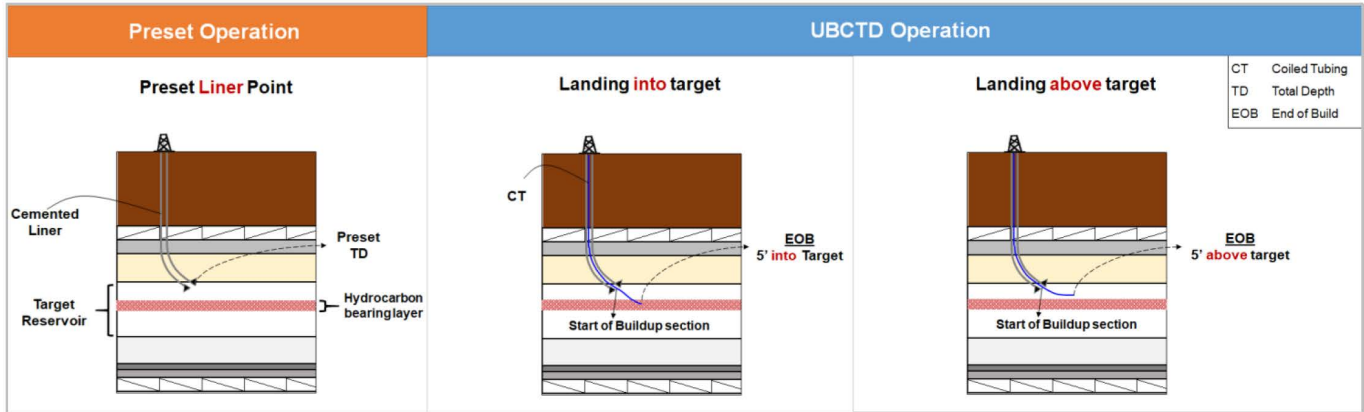 Preset Operation
UBCTD Operation
Preset Liner Point
Landing into target
Landing above target
CT Coiled Tubing
TD Total Depth
EOB End of Build
Cemented
Liner
Preset
TD
Target
Reservoir
Hydrocarbon
bearing layer
CT
EOB
5' into Target
Start of Buildup section
EOB
5' above target
Start of Buildup section